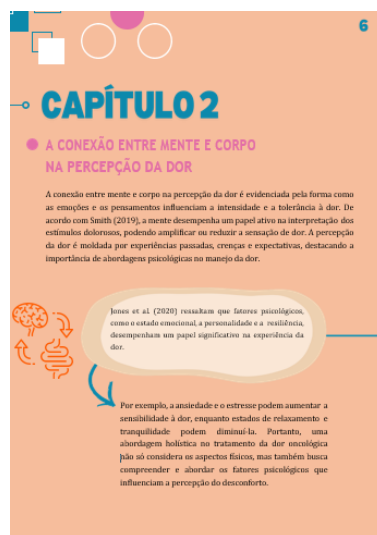 6
CAPÍTULO 2
A CONEXÃO ENTRE MENTE E CORPO
NA PERCEPÇÃO DA DOR
A conexão entre mente e corpo na percepção da dor é evidenciada pela forma como
as emoções e os pensamentos influenciam a intensidade e a tolerância à dor. De
acordo com Smith (2019), a mente desempenha um papel ativo na interpretação dos
estímulos dolorosos, podendo amplificar ou reduzir a sensação de dor. A percepção
da dor é moldada por experiências passadas, crenças e expectativas, destacando a
importância de abordagens psicológicas no manejo da dor.
Jones et al. (2020) ressaltam que fatores psicológicos,
como o estado emocional, a personalidade e a resiliência,
desempenham um papel significativo na experiência da
dor.
Por exemplo, a ansiedade e o estresse podem aumentar a
sensibilidade à dor, enquanto estados de relaxamento e
tranquilidade podem diminuí-la. Portanto, uma
abordagem holística no tratamento da dor oncológica
não só considera os aspectos físicos, mas também busca
compreender e abordar os fatores psicológicos que
influenciam a percepção do desconforto.